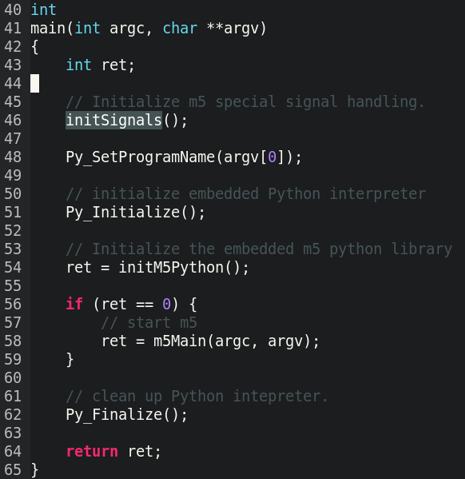 40 int
41 main(int argc, char **argv)
42 {
43     int ret;
44
45     // Initialize m5 special signal handling.
46     initSignals();
47
48     Py_SetProgramName(argv[0]);
49
50     // initialize embedded Python interpreter
51     Py_Initialize();
52
53     // Initialize the embedded m5 python library
54     ret = initM5Python();
55
56     if (ret == 0) {
57         // start m5
58         ret = m5Main(argc, argv);
59     }
60
61     // clean up Python intepreter.
62     Py_Finalize();
63
64     return ret;
65 }